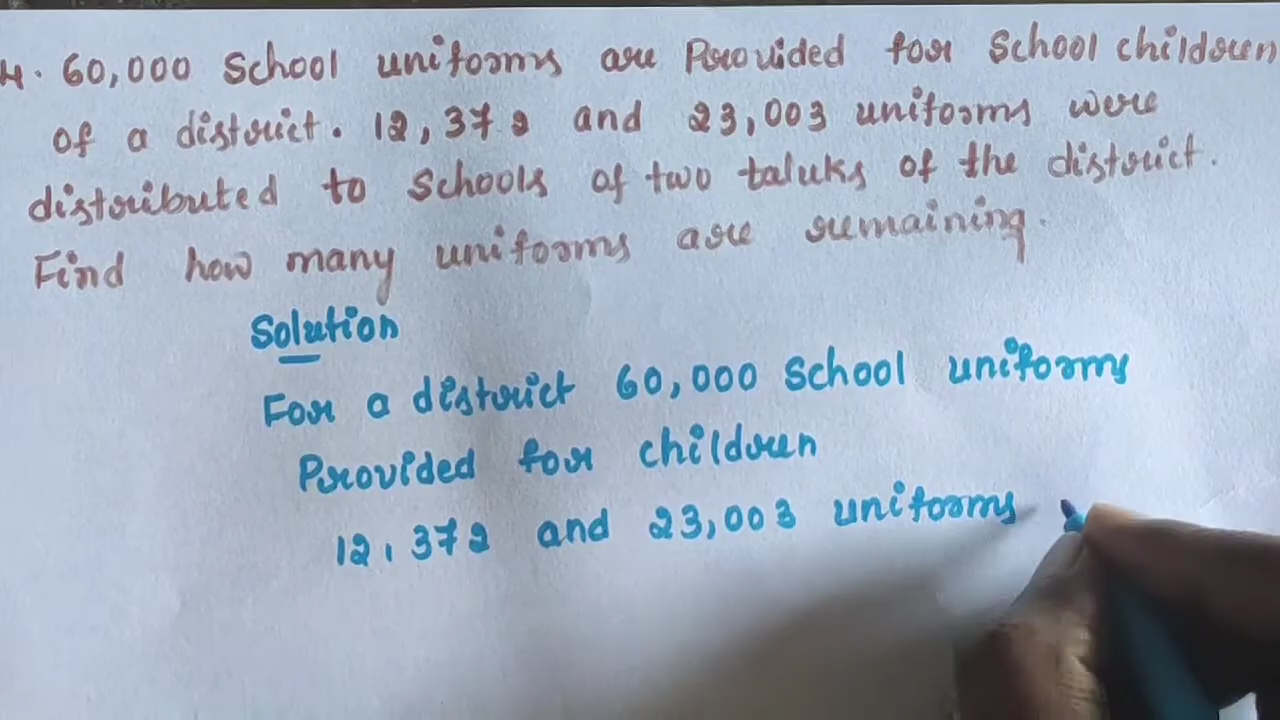 4. 60,000 School uniforms are Provided for School children
of a district. 12,372 and 23,003 uniforms were
distributed to Schools of two taluks of the district.
Find how many uniforms are remaining.
Solution
For a district 60,000 School uniforms
Provided for children
12,372 and 23,003 uniforms